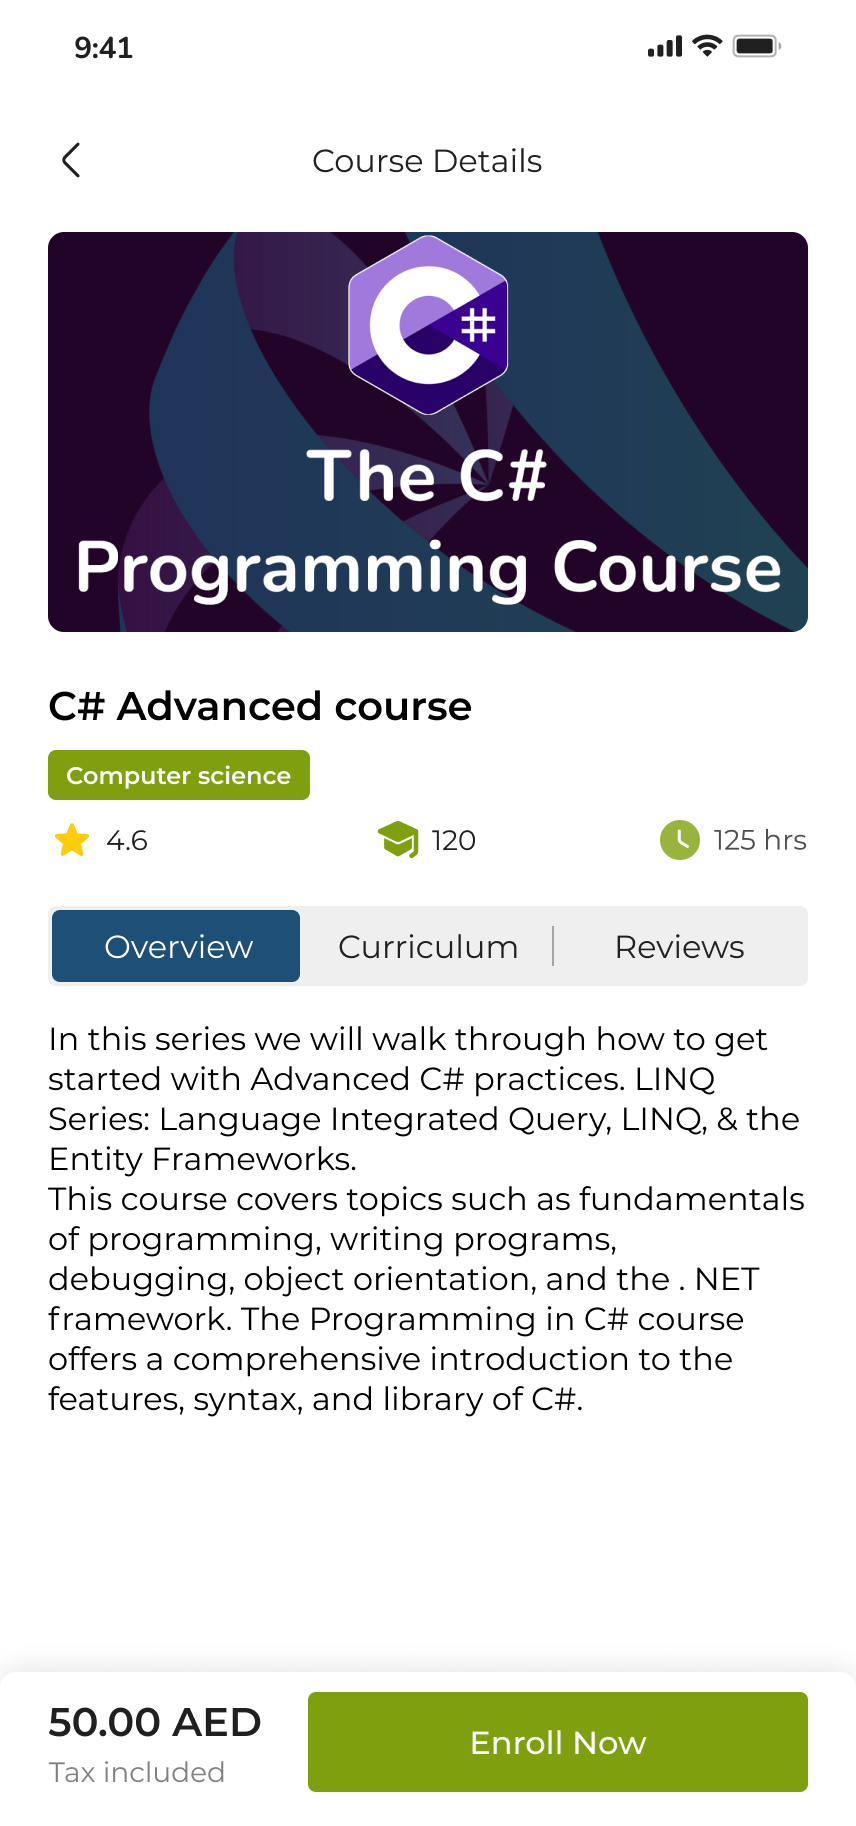 9:41
Course Details
C#
The C#
Programming Course
C# Advanced course
Computer science
4.6
120
125 hrs
Overview
Curriculum
Reviews
In this series we will walk through how to get
started with Advanced C# practices. LINQ
Series: Language Integrated Query, LINQ, & the
Entity Frameworks.
This course covers topics such as fundamentals
of programming, writing programs,
debugging, object orientation, and the . NET
framework. The Programming in C# course
offers a comprehensive introduction to the
features, syntax, and library of C#.
50.00 AED
Tax included
Enroll Now